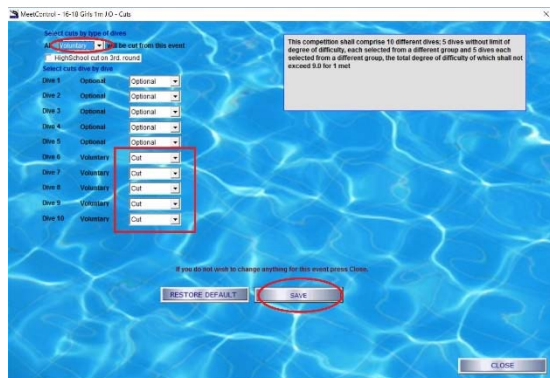 MeetControl - 16-18 Girls 1m J/O - Cuts
Select cuts by type of dives
All Voluntary will be cut from this event
HighSchool cut on 3rd. round
Select cuts dive by dive
Dive 1 Optional Optional
Dive 2 Optional Optional
Dive 3 Optional Optional
Dive 4 Optional Optional
Dive 5 Optional Optional
Dive 6 Voluntary Cut
Dive 7 Voluntary Cut
Dive 8 Voluntary Cut
Dive 9 Voluntary Cut
Dive 10 Voluntary Cut
This competition shall comprise 10 different dives; 5 dives without limit of
degree of difficulty, each selected from a different group and 5 dives each
selected from a different group, the total degree of difficulty of which shall not
exceed 9.0 for 1 met
If you do not wish to change anything for this event press Close.
RESTORE DEFAULT
SAVE
CLOSE